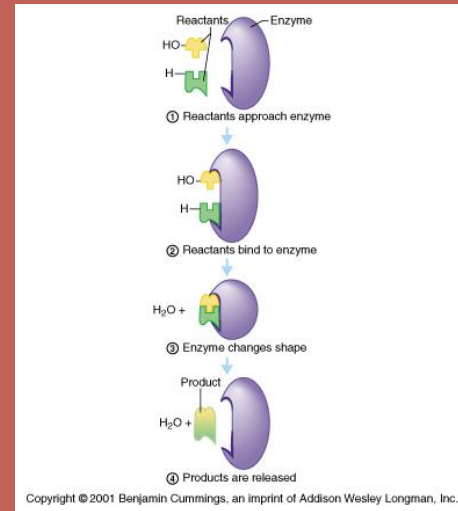 Reactants
Enzyme
HO
H
① Reactants approach enzyme
HO
H
② Reactants bind to enzyme
H₂O +
③ Enzyme changes shape
Product
H₂O +
④ Products are released
Copyright © 2001 Benjamin Cummings, an imprint of Addison Wesley Longman, Inc.